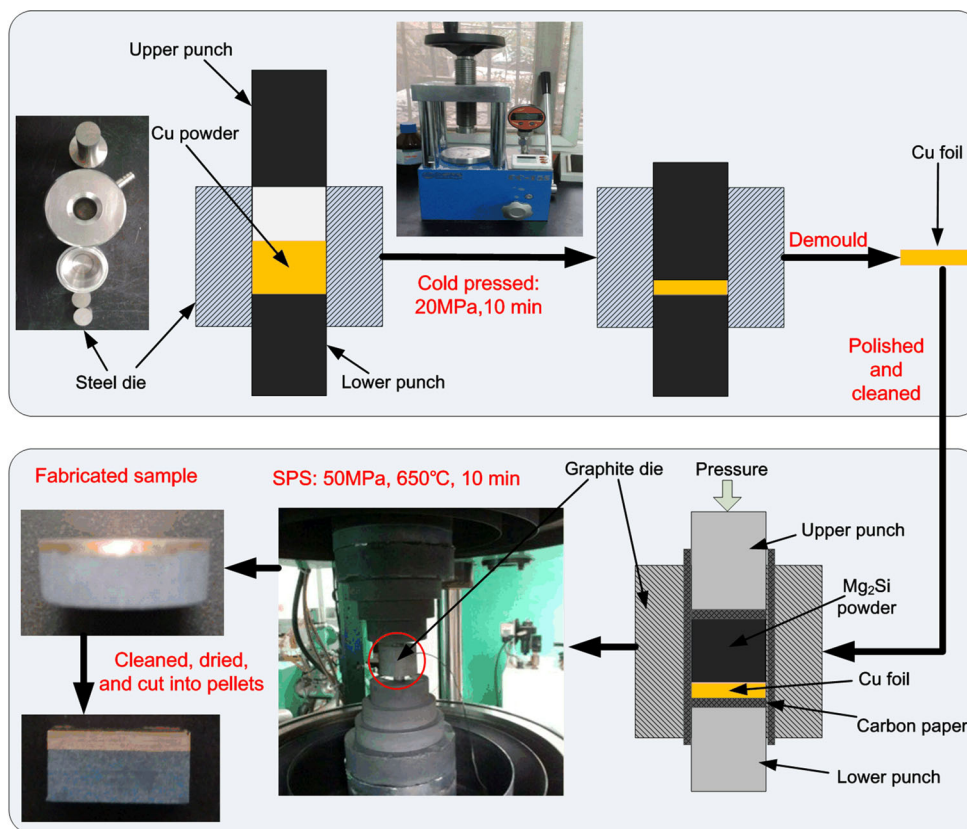 Upper punch
Cu powder
Steel die
Lower punch
Cold pressed:
20MPa,10 min
Demould
Cu foil
Polished
and
cleaned
Fabricated sample
SPS: 50MPa, 650℃, 10 min
Graphite die
Pressure
Upper punch
Mg₂Si
powder
Cu foil
Carbon paper
Lower punch
Cleaned, dried,
and cut into pellets